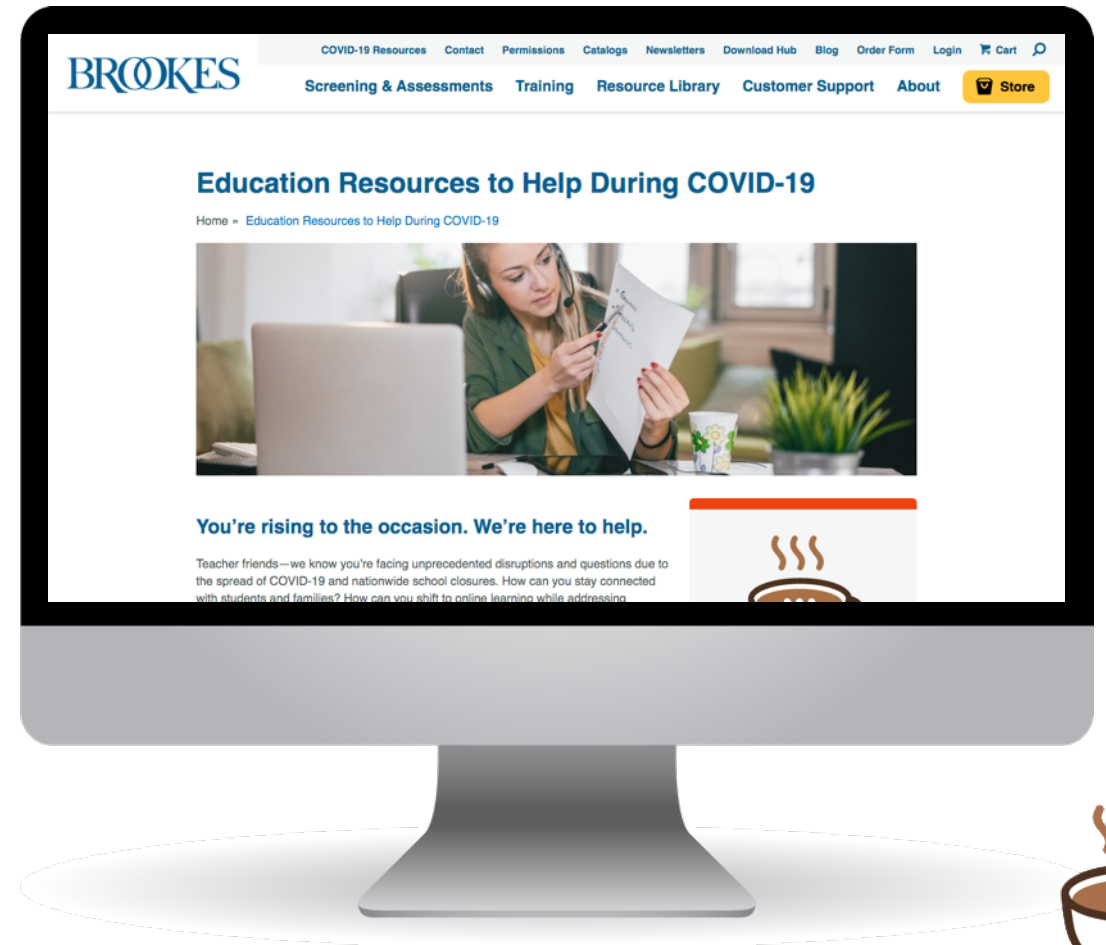 BROOKES
COVID-19 Resources Contact Permissions Catalogs Newsletters Download Hub Blog Order Form Login Cart
Screening & Assessments Training Resource Library Customer Support About Store
Education Resources to Help During COVID-19
Home » Education Resources to Help During COVID-19
You're rising to the occasion. We're here to help.
Teacher friends—we know you're facing unprecedented disruptions and questions due to
the spread of COVID-19 and nationwide school closures. How can you stay connected
with students and families? How can you shift to online learning while addressing